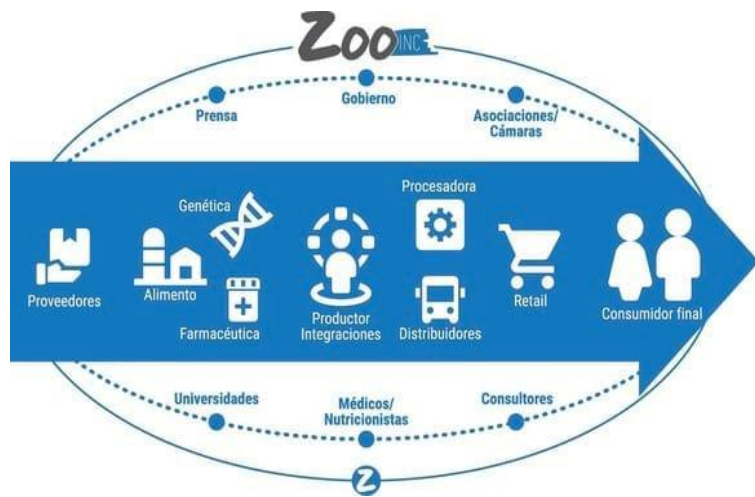 Zoo INC
Prensa
Gobierno
Asociaciones/
Cámaras
Proveedores
Alimento
Genética
Farmacéutica
Productor
Integraciones
Procesadora
Distribuidores
Retail
Consumidor final
Universidades
Médicos/
Nutricionistas
Consultores
Z